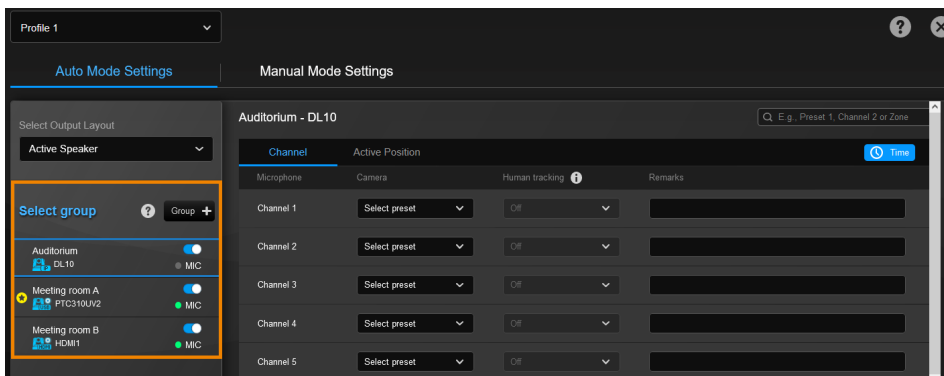 Profile 1
Auto Mode Settings
Manual Mode Settings
Select Output Layout
Active Speaker
Select group
Group +
Auditorium
DL10
MIC
Meeting room A
PTC310UV2
MIC
Meeting room B
HDMI1
MIC
Auditorium - DL10
E.g., Preset 1, Channel 2 or Zone
Channel Active Position
Time
Microphone Camera Human tracking Remarks
Channel 1 Select preset Off
Channel 2 Select preset Off
Channel 3 Select preset Off
Channel 4 Select preset Off
Channel 5 Select preset Off